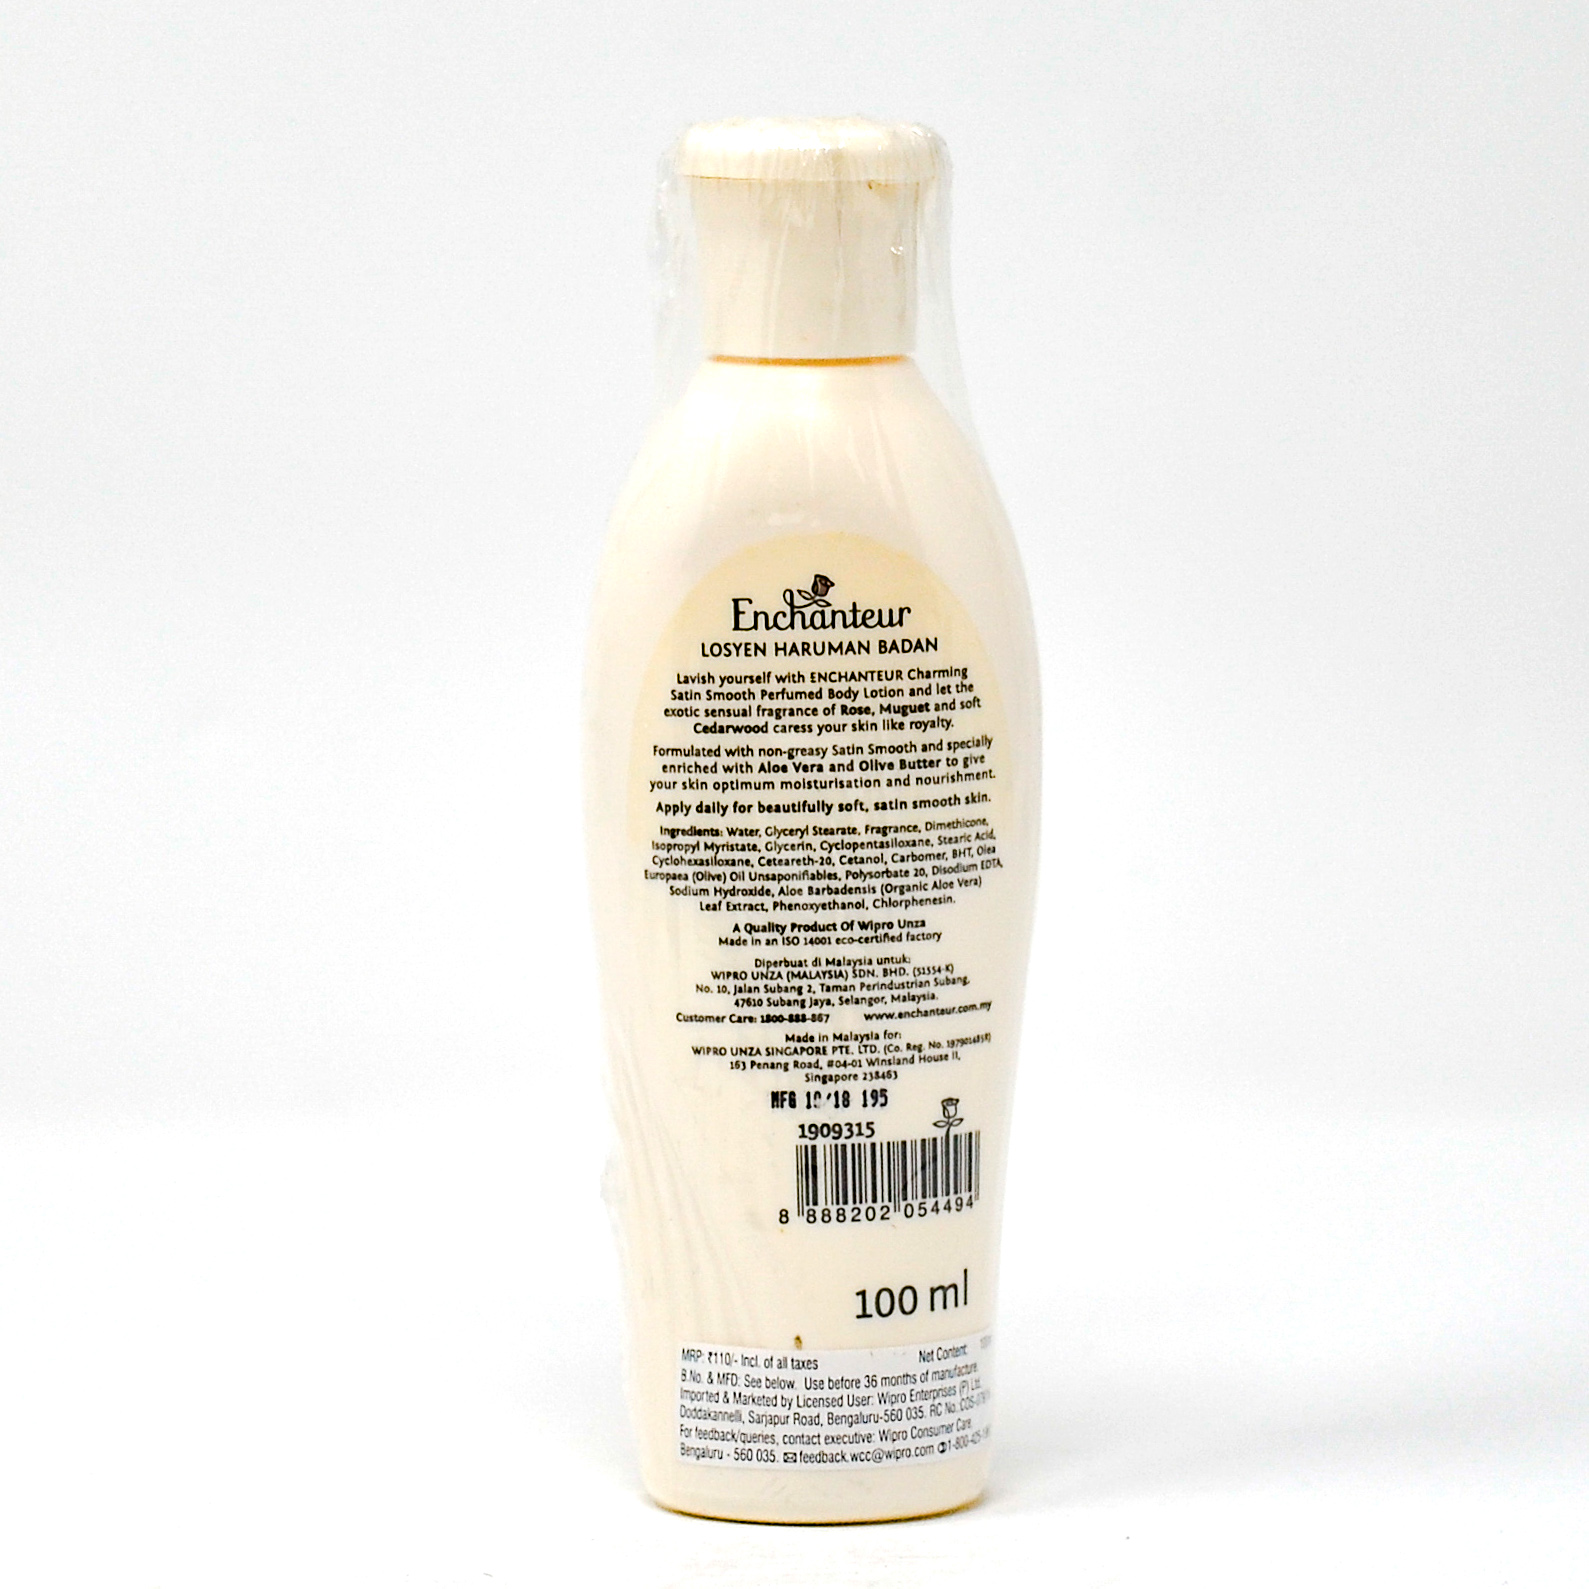 Enchanteur
LOSYEN HARUMAN BADAN
Lavish yourself with ENCHANTEUR Charming
Satin Smooth Perfumed Body Lotion and let the
exotic sensual fragrance of Rose, Muguet and soft
Cedarwood caress your skin like royalty.
Formulated with non-greasy Satin Smooth and specially
enriched with Aloe Vera and Olive Butter to give
your skin optimum moisturisation and nourishment.
Apply daily for beautifully soft, satin smooth skin.
Ingredients: Water, Glyceryl Stearate, Fragrance, Dimethicone,
Isopropyl Myristate, Glycerin, Cyclopentasiloxane, Stearic Acid,
Cyclohexasiloxane, Ceteareth-20, Cetanol, Carbomer, BHT, Olea
Europaea (Olive) Oil Unsaponifiables, Polysorbate 20, Disodium EDTA,
Sodium Hydroxide, Aloe Barbadensis (Organic Aloe Vera)
Leaf Extract, Phenoxyethanol, Chlorphenesin.
A Quality Product Of Wipro Unza
Made in an ISO 14001 eco-certified factory
Diperbuat di Malaysia untuk:
WIPRO UNZA (MALAYSIA) SDN. BHD. (51554-K)
No. 10, Jalan Subang 2, Taman Perindustrian Subang,
47610 Subang Jaya, Selangor, Malaysia.
Customer Care: 1800-888-867 www.enchanteur.com.my
Made in Malaysia for:
WIPRO UNZA SINGAPORE PTE. LTD. (Co. Reg. No.
163 Penang Road, #04-01 Winsland House II,
Singapore 238463
MFG 10/18 195
1909315
8 888202 054494
100 ml
MRP: ₹110/- Incl. of all taxes Net Content:
B.No. & MFD: See below. Use before 36 months of manufacture.
Imported & Marketed by Licensed User: Wipro Enterprises (P) Ltd.
Doddakannelli, Sarjapur Road, Bengaluru-560 035. RC No.
For feedback/queries, contact executive: Wipro Consumer Care,
Bengaluru - 560 035. feedback.wcc@wipro.com